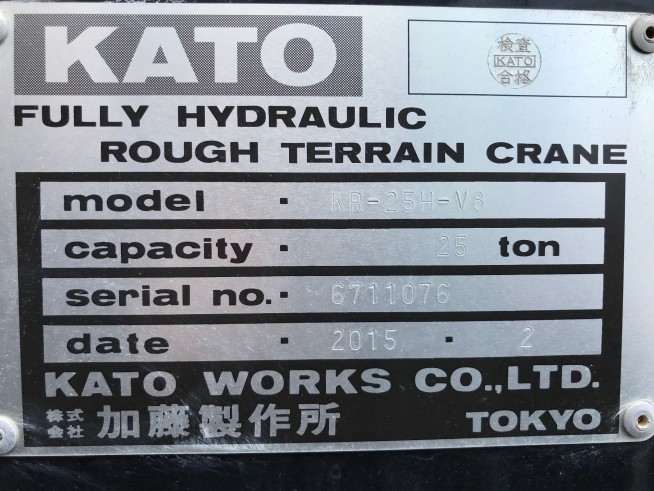 KATO
検査
KATO
合格
FULLY HYDRAULIC
ROUGH TERRAIN CRANE
model · KR-25H-V8
capacity · 25 ton
serial no. · 6711076
date · 2015 · 2
KATO WORKS CO.,LTD.
株式会社 加藤製作所 TOKYO